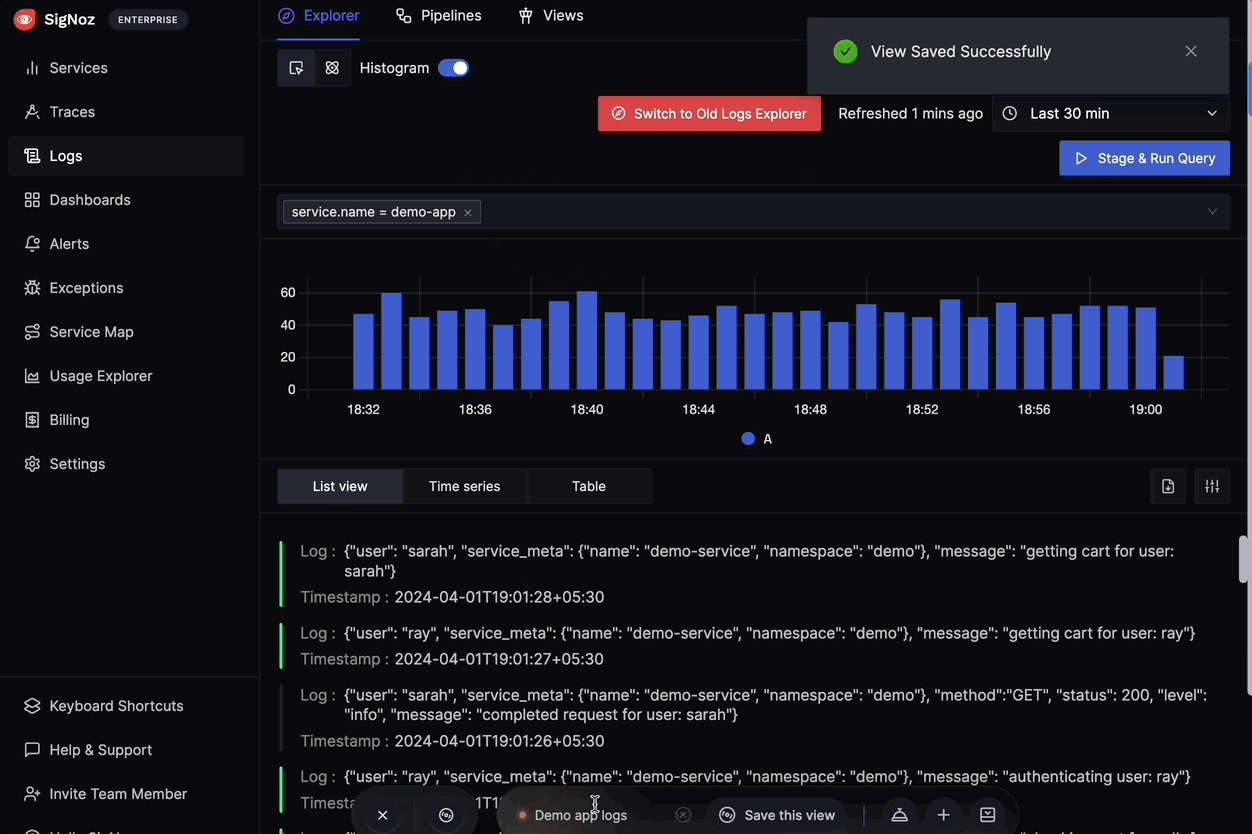 SigNoz ENTERPRISE
Services
Traces
Logs
Dashboards
Alerts
Exceptions
Service Map
Usage Explorer
Billing
Settings
Keyboard Shortcuts
Help & Support
Invite Team Member
Explorer Pipelines Views
Histogram
View Saved Successfully
Switch to Old Logs Explorer Refreshed 1 mins ago Last 30 min
Stage & Run Query
service.name = demo-app
60
40
20
0
18:32 18:36 18:40 18:44 18:48 18:52 18:56 19:00
A
List view Time series Table
Log : {"user": "sarah", "service_meta": {"name": "demo-service", "namespace": "demo"}, "message": "getting cart for user:
sarah"}
Timestamp : 2024-04-01T19:01:28+05:30
Log : {"user": "ray", "service_meta": {"name": "demo-service", "namespace": "demo"}, "message": "getting cart for user: ray"}
Timestamp : 2024-04-01T19:01:27+05:30
Log : {"user": "sarah", "service_meta": {"name": "demo-service", "namespace": "demo"}, "method":"GET", "status": 200, "level":
"info", "message": "completed request for user: sarah"}
Timestamp : 2024-04-01T19:01:26+05:30
Log : {"user": "ray", "service_meta": {"name": "demo-service", "namespace": "demo"}, "message": "authenticating user: ray"}
Demo app logs Save this view